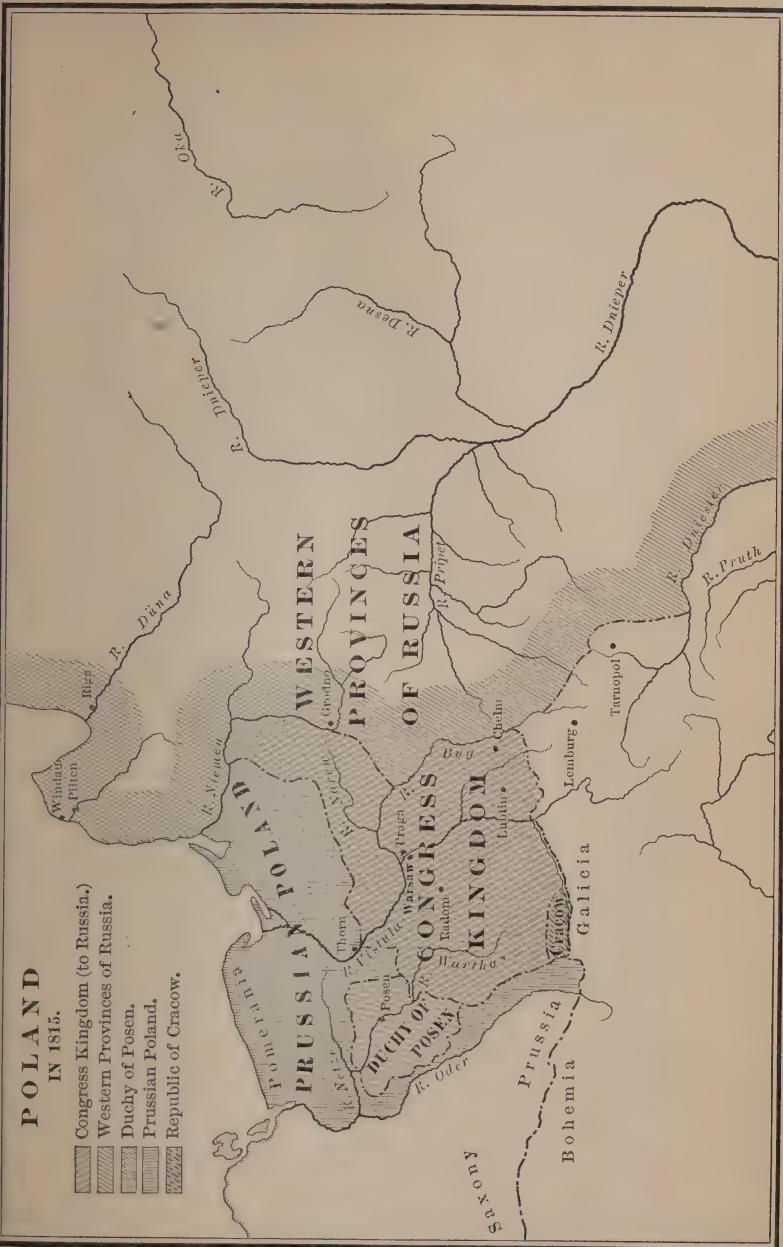 POLAND
IN 1815.
Congress Kingdom (to Russia.)
Western Provinces of Russia.
Duchy of Posen.
Prussian Poland.
Republic of Cracow.
Windau
Pilten
Riga
R. Düna
R. Oka
R. Dnieper
R. Desna
R. Dnieper
R. Niemen
Pomerania
PRUSSIAN POLAND
Thorn
R. Netze
R. Narew
Grodno
WESTERN
PROVINCES
OF RUSSIA
R. Pripet
R. Vistula
Posen
DUCHY OF
POSEN
R. Wartha
Praga
Warsaw
R. Bug
CONGRESS
KINGDOM
Radom
Lublin
Chelm
R. Oder
Cracow
Galicia
Lemburg
Tarnopol
R. Dniester
R. Pruth
Saxony
Prussia
Bohemia